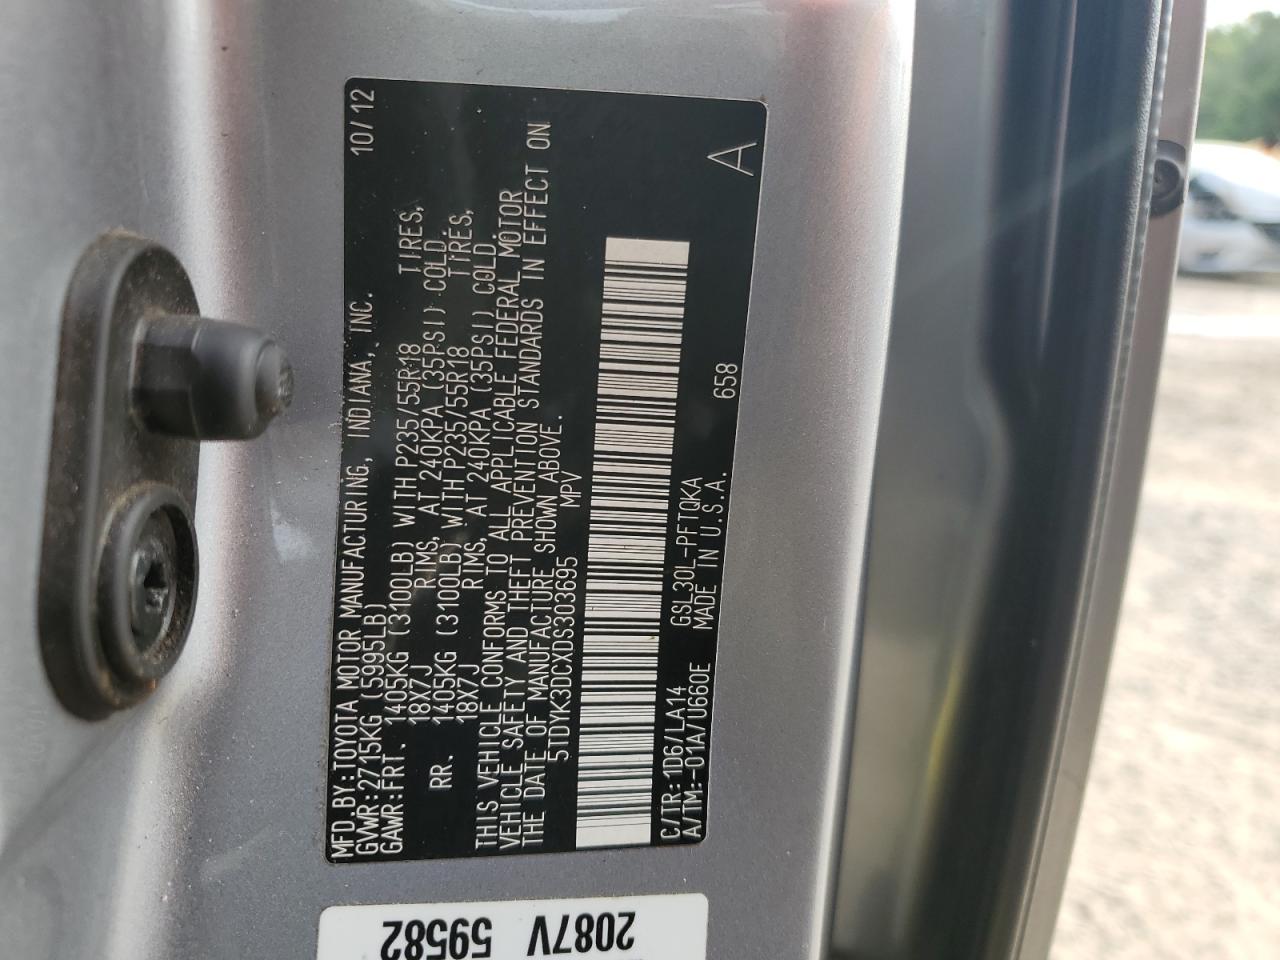 MFD. BY: TOYOTA MOTOR MANUFACTURING, INDIANA, INC. 10/12
GVWR: 2715KG (5995LB)
GAWR: FRT. 1405KG (3100LB) WITH P235/55R18 TIRES,
18X7J RIMS, AT 240KPA (35PSI) COLD.
RR. 1405KG (3100LB) WITH P235/55R18 TIRES,
18X7J RIMS, AT 240KPA (35PSI) COLD.
THIS VEHICLE CONFORMS TO ALL APPLICABLE FEDERAL MOTOR
VEHICLE SAFETY AND THEFT PREVENTION STANDARDS IN EFFECT ON
THE DATE OF MANUFACTURE SHOWN ABOVE.
5TDYK3DCXDS303695 MPV
C/TR: 1D6/LA14 GSL30L-PFTQKA 658
A/TM: -01A/U660E MADE IN U.S.A. A
2087V
59582